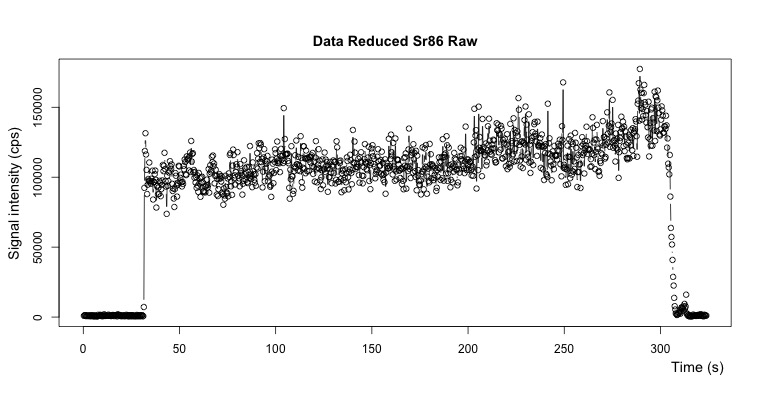 Data Reduced Sr86 Raw
Signal intensity (cps)
150000
100000
50000
0
0 50 100 150 200 250 300
Time (s)